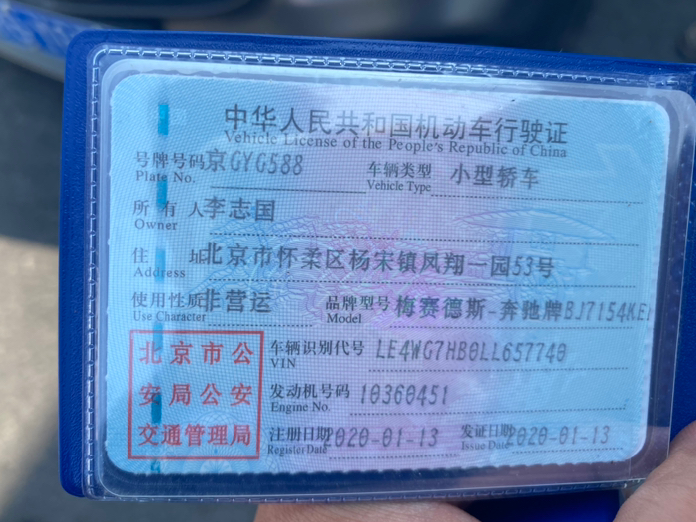 中华人民共和国机动车行驶证
Vehicle License of the People's Republic of China
号牌号码 京GYG588 车辆类型 小型轿车
Plate No. Vehicle Type
所有人 李志国
Owner
住址 北京市怀柔区杨宋镇凤翔一园53号
Address
使用性质 非营运 品牌型号 梅赛德斯-奔驰牌BJ7154KEL
Use Character Model
北京市公 车辆识别代号 LE4WG7HB0LL657740
VIN
安局公安 发动机号码 10360451
Engine No.
交通管理局 注册日期 2020-01-13 发证日期 2020-01-13
Register Date Issue Date